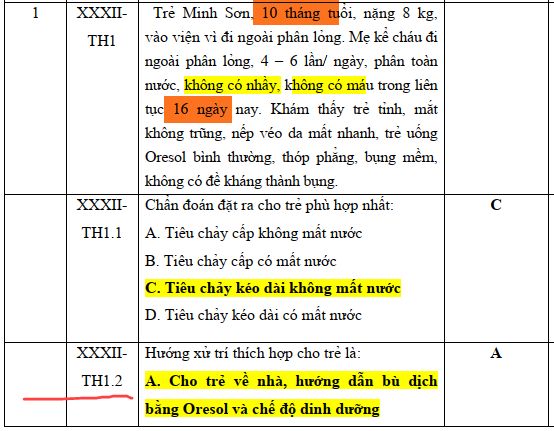 1
XXXII-
TH1
Trẻ Minh Sơn, 10 tháng tuổi, nặng 8 kg,
vào viện vì đi ngoài phân lỏng. Mẹ kể cháu đi
ngoài phân lỏng, 4 – 6 lần/ ngày, phân toàn
nước, không có nhầy, không có máu trong liên
tục 16 ngày nay. Khám thấy trẻ tỉnh, mắt
không trũng, nếp véo da mất nhanh, trẻ uống
Oresol bình thường, thóp phẳng, bụng mềm,
không có đề kháng thành bụng.
XXXII-
TH1.1
Chẩn đoán đặt ra cho trẻ phù hợp nhất:
A. Tiêu chảy cấp không mất nước
B. Tiêu chảy cấp có mất nước
C. Tiêu chảy kéo dài không mất nước
D. Tiêu chảy kéo dài có mất nước
C
XXXII-
TH1.2
Hướng xử trí thích hợp cho trẻ là:
A. Cho trẻ về nhà, hướng dẫn bù dịch
bằng Oresol và chế độ dinh dưỡng
A